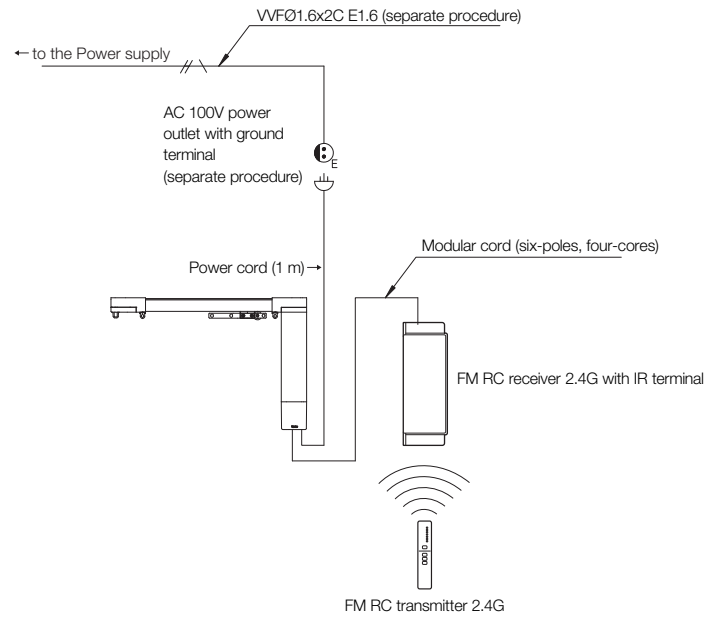 VVFØ1.6x2C E1.6 (separate procedure)
←to the Power supply
AC 100V power
outlet with ground
terminal
(separate procedure)
E
Power cord (1 m)→
Modular cord (six-poles, four-cores)
FM RC receiver 2.4G with IR terminal
FM RC transmitter 2.4G